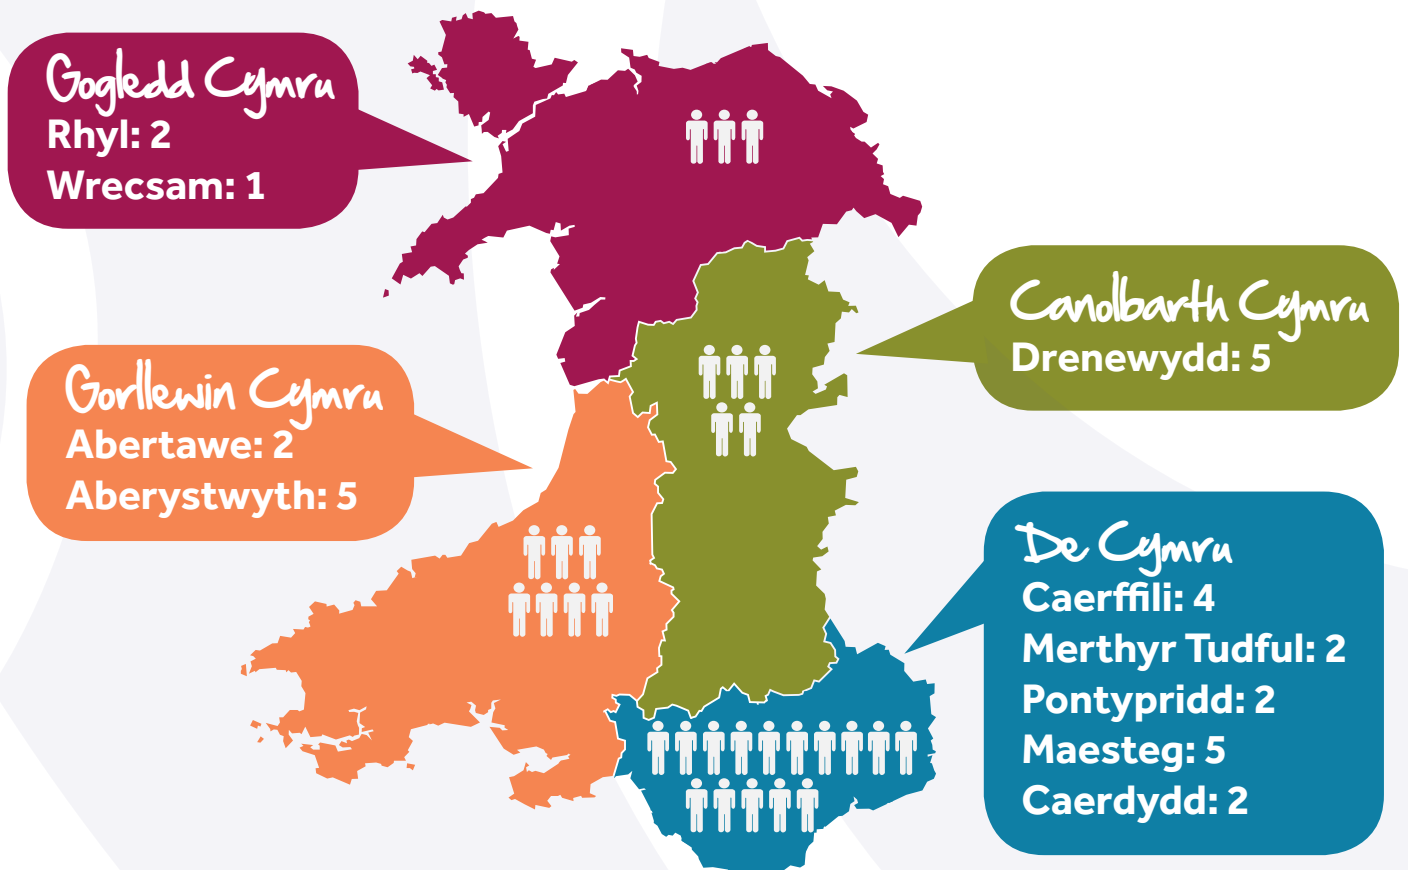 Gogledd Cymru
Rhyl: 2
Wrecsam: 1
Canolbarth Cymru
Drenewydd: 5
Gorllewin Cymru
Abertawe: 2
Aberystwyth: 5
De Cymru
Caerffili: 4
Merthyr Tudful: 2
Pontypridd: 2
Maesteg: 5
Caerdydd: 2